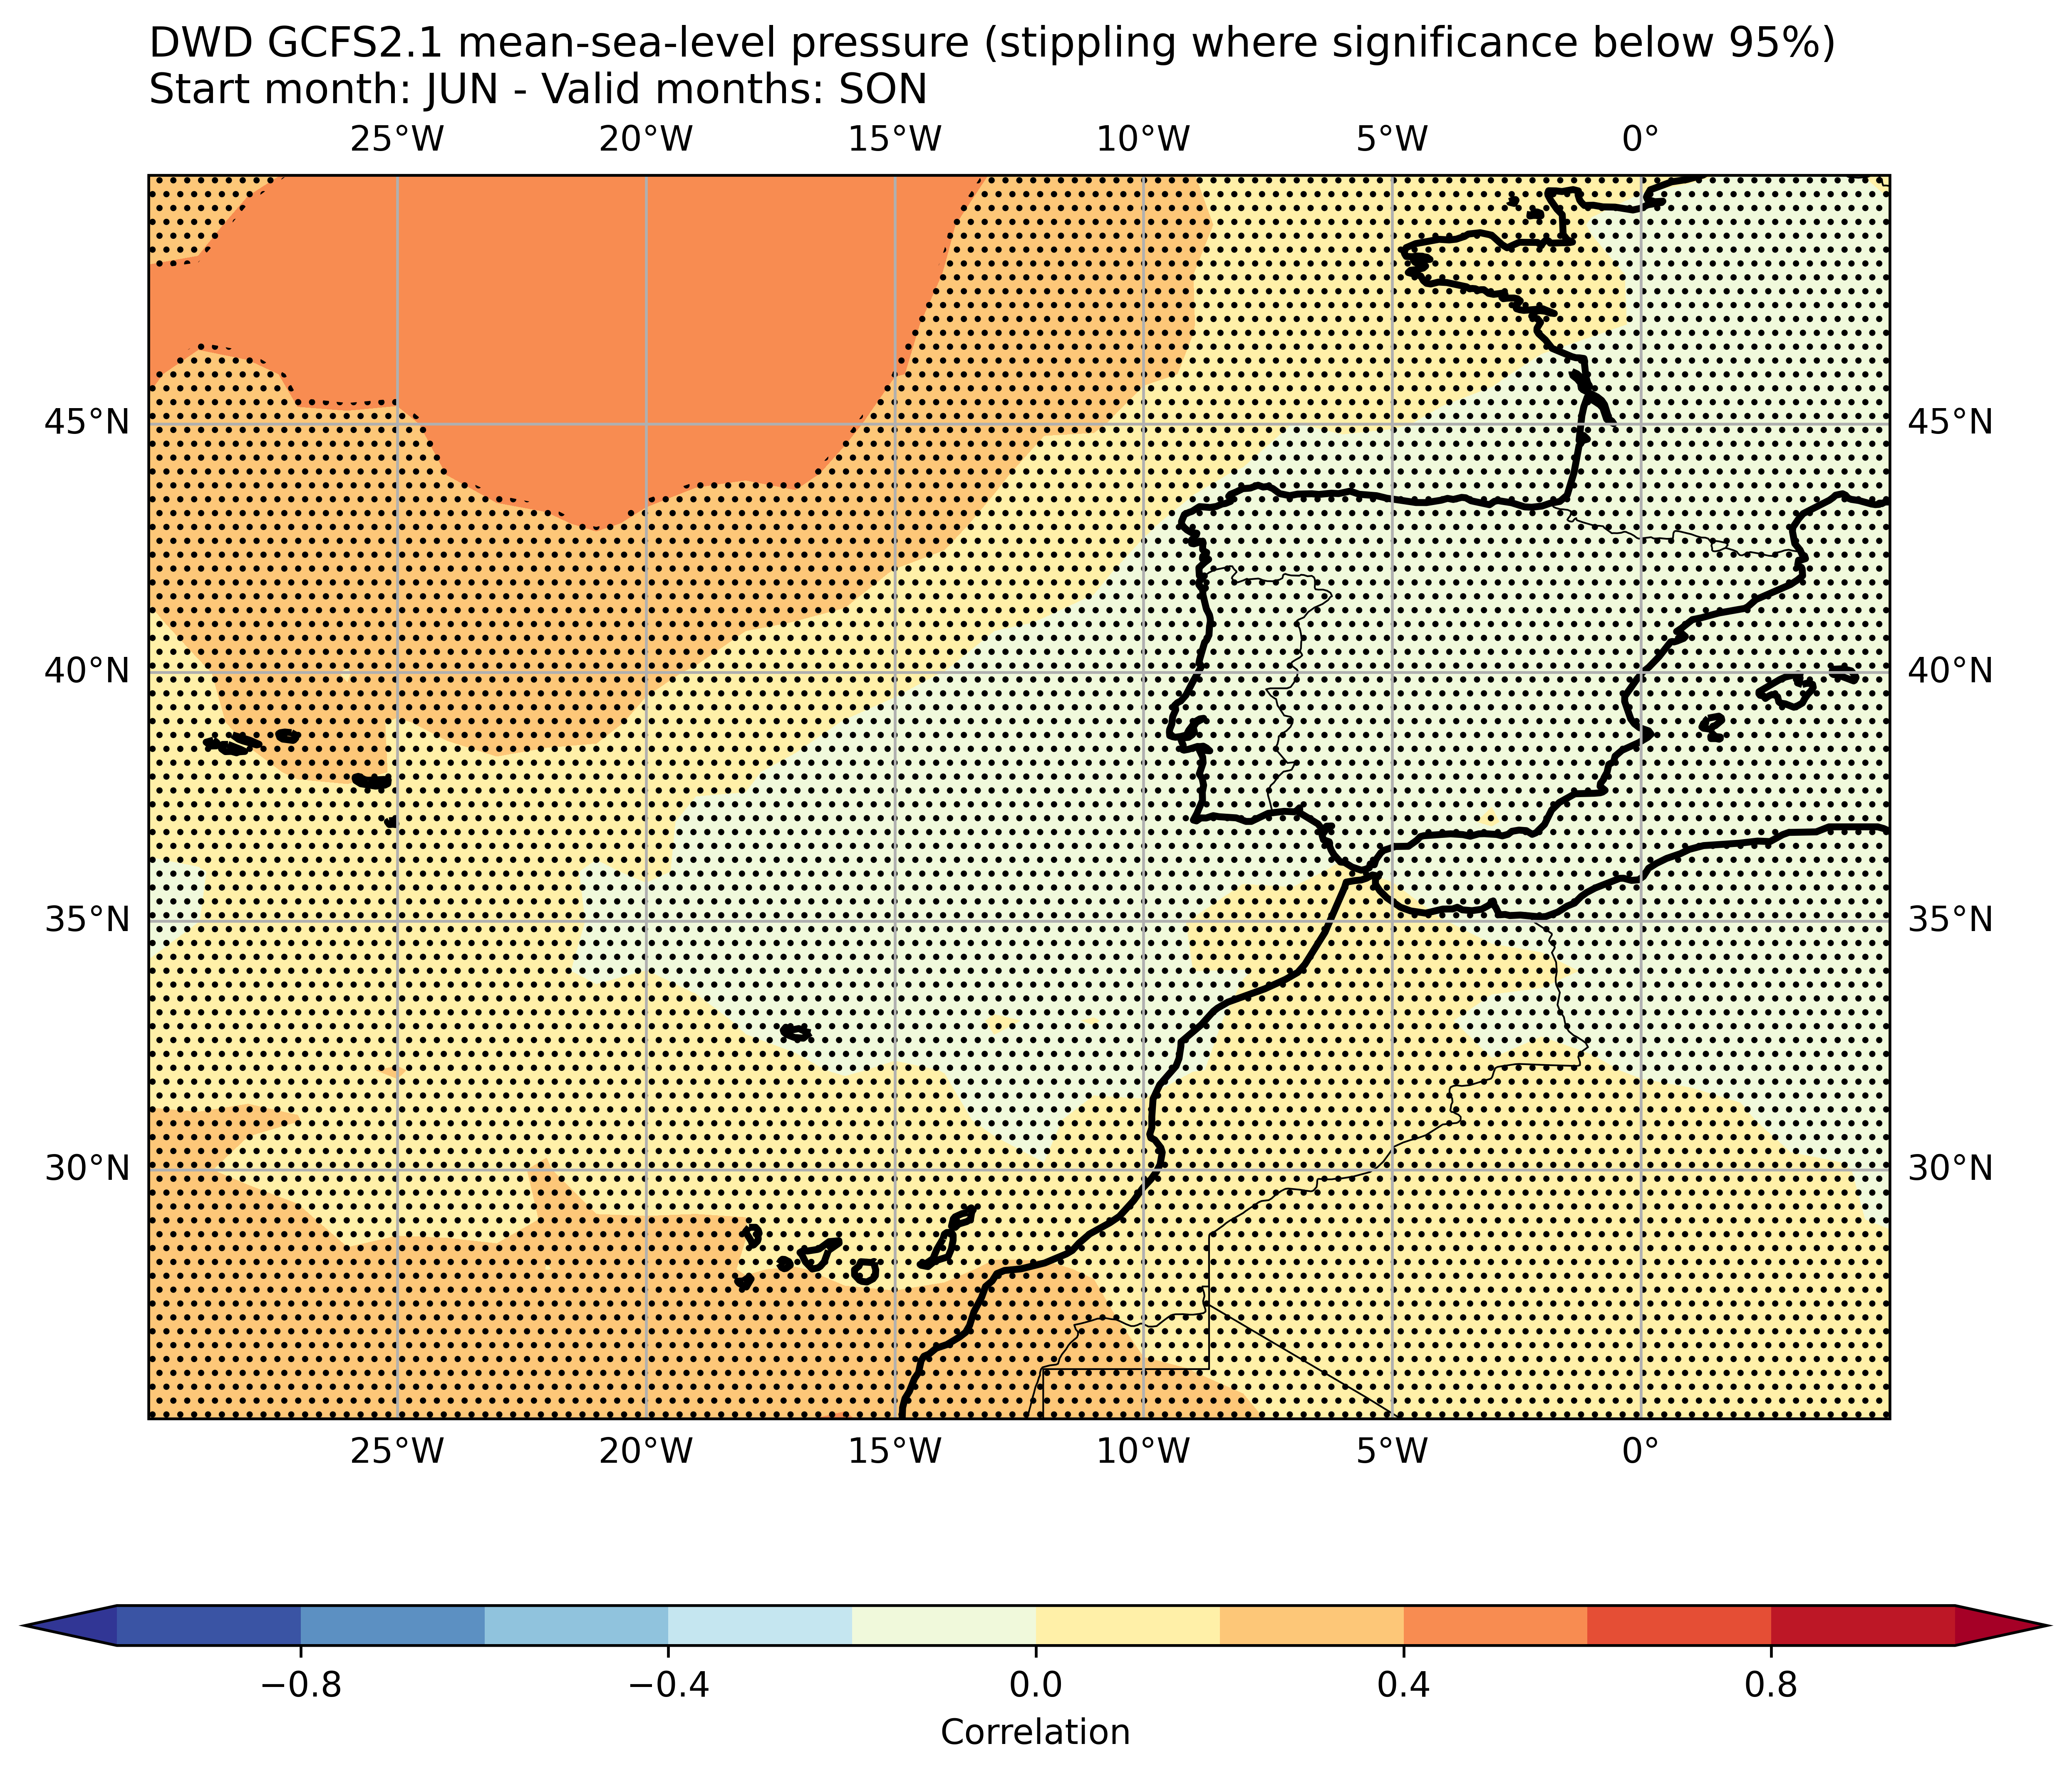 DWD GCFS2.1 mean-sea-level pressure (stippling where significance below 95%)
Start month: JUN - Valid months: SON
25°W 20°W 15°W 10°W 5°W 0°
45°N 45°N
40°N 40°N
35°N 35°N
30°N 30°N
25°W 20°W 15°W 10°W 5°W 0°
−0.8 −0.4 0.0 0.4 0.8
Correlation